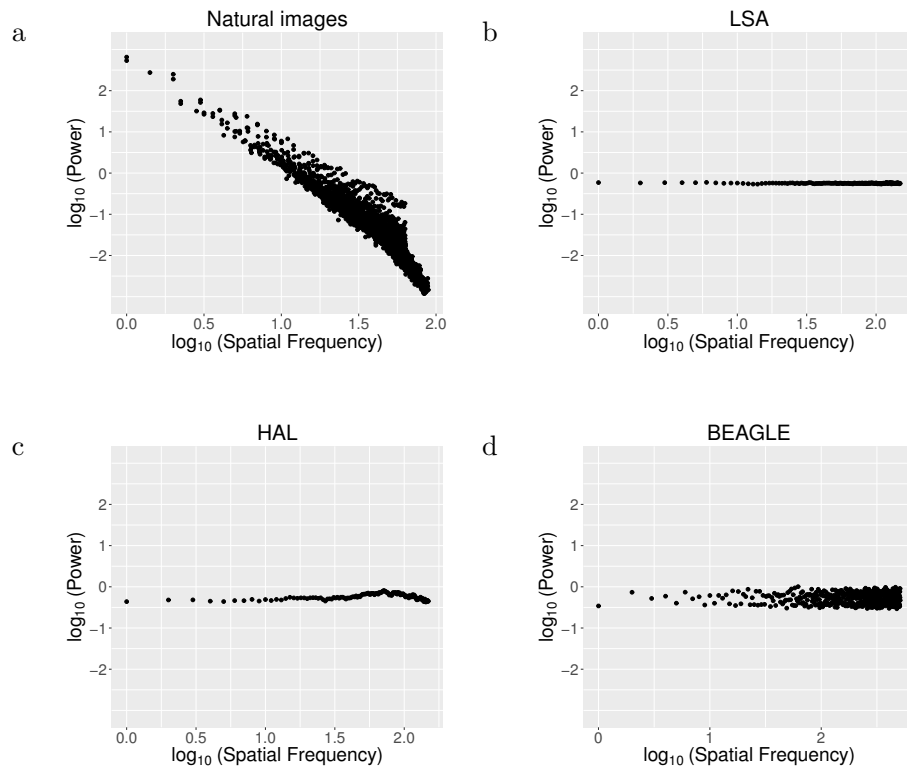 a
Natural images
log10 (Power)
2
1
0
−1
−2
0.0 0.5 1.0 1.5 2.0
log10 (Spatial Frequency)
b
LSA
log10 (Power)
2
1
0
−1
−2
0.0 0.5 1.0 1.5 2.0
log10 (Spatial Frequency)
c
HAL
log10 (Power)
2
1
0
−1
−2
0.0 0.5 1.0 1.5 2.0
log10 (Spatial Frequency)
d
BEAGLE
log10 (Power)
2
1
0
−1
−2
0 1 2
log10 (Spatial Frequency)